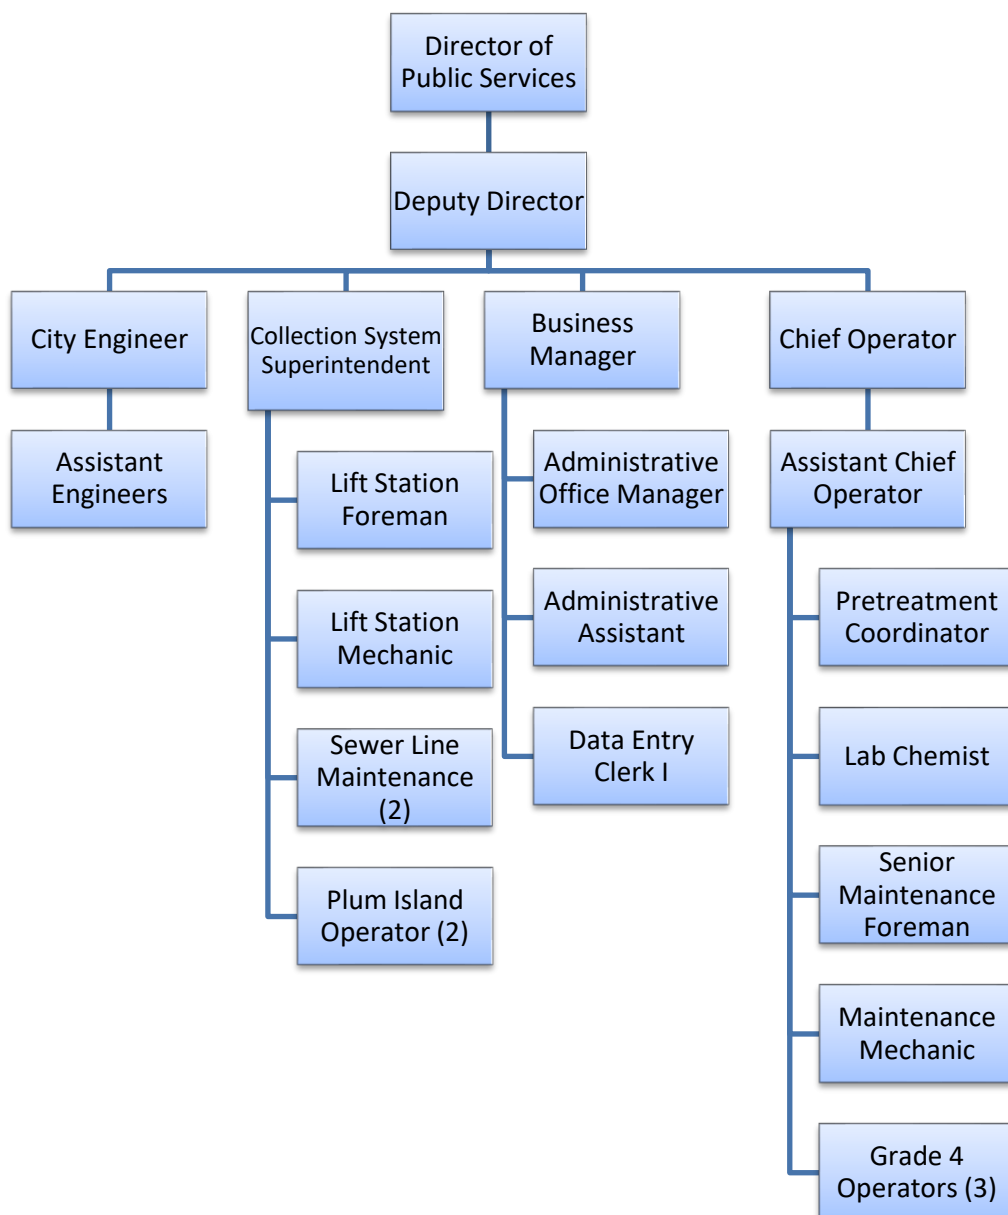 Director of
Public Services
Deputy Director
City Engineer
Assistant
Engineers
Collection System
Superintendent
Lift Station
Foreman
Lift Station
Mechanic
Sewer Line
Maintenance
(2)
Plum Island
Operator (2)
Business
Manager
Administrative
Office Manager
Administrative
Assistant
Data Entry
Clerk I
Chief Operator
Assistant Chief
Operator
Pretreatment
Coordinator
Lab Chemist
Senior
Maintenance
Foreman
Maintenance
Mechanic
Grade 4
Operators (3)